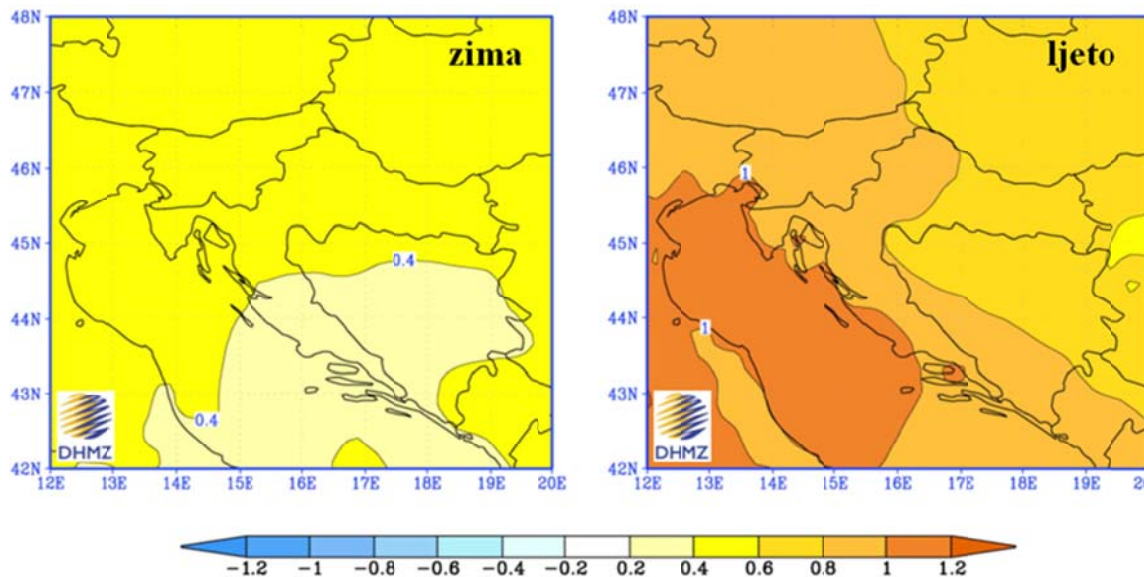 zima
48N
47N
46N
45N
44N
43N
42N
12E 13E 14E 15E 16E 17E 18E 19E 20E
0.4
0.4
DHMZ
ljeto
48N
47N
46N
45N
44N
43N
42N
12E 13E 14E 15E 16E 17E 18E 19E 20
1
1
DHMZ
-1.2 -1 -0.8 -0.6 -0.4 -0.2 0.2 0.4 0.6 0.8 1 1.2